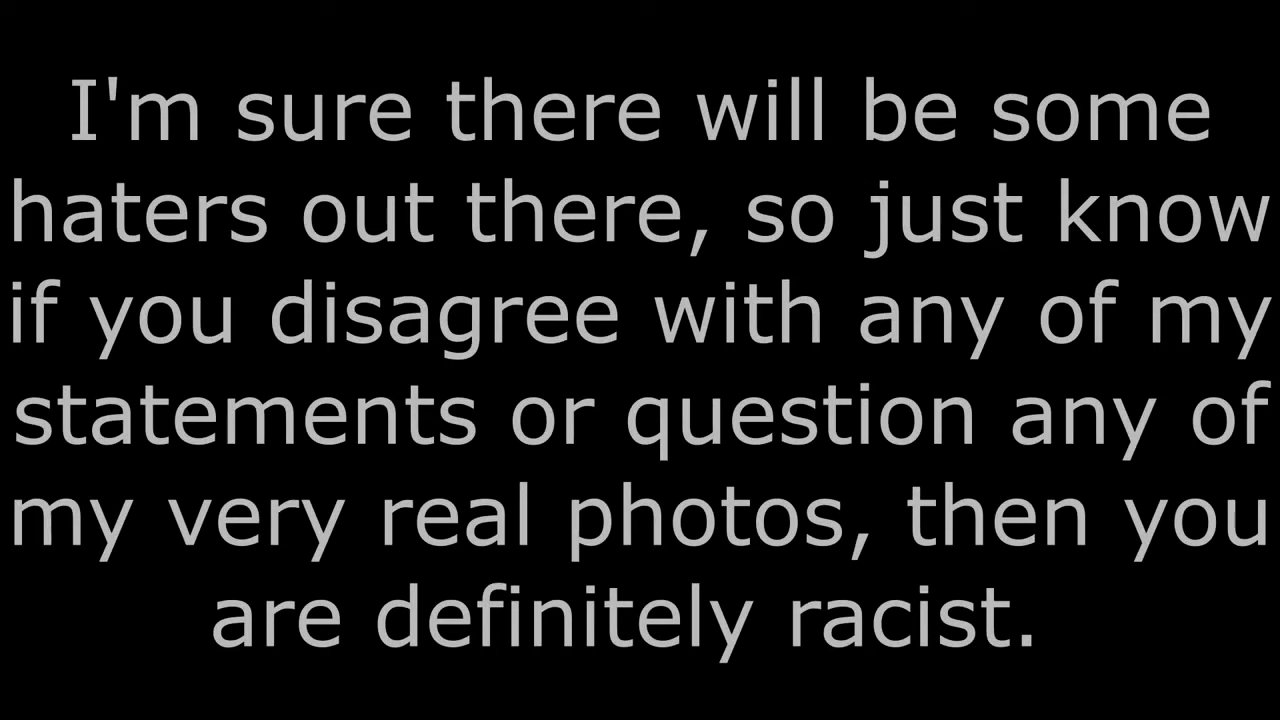 I'm sure there will be some
haters out there, so just know
if you disagree with any of my
statements or question any of
my very real photos, then you
are definitely racist.